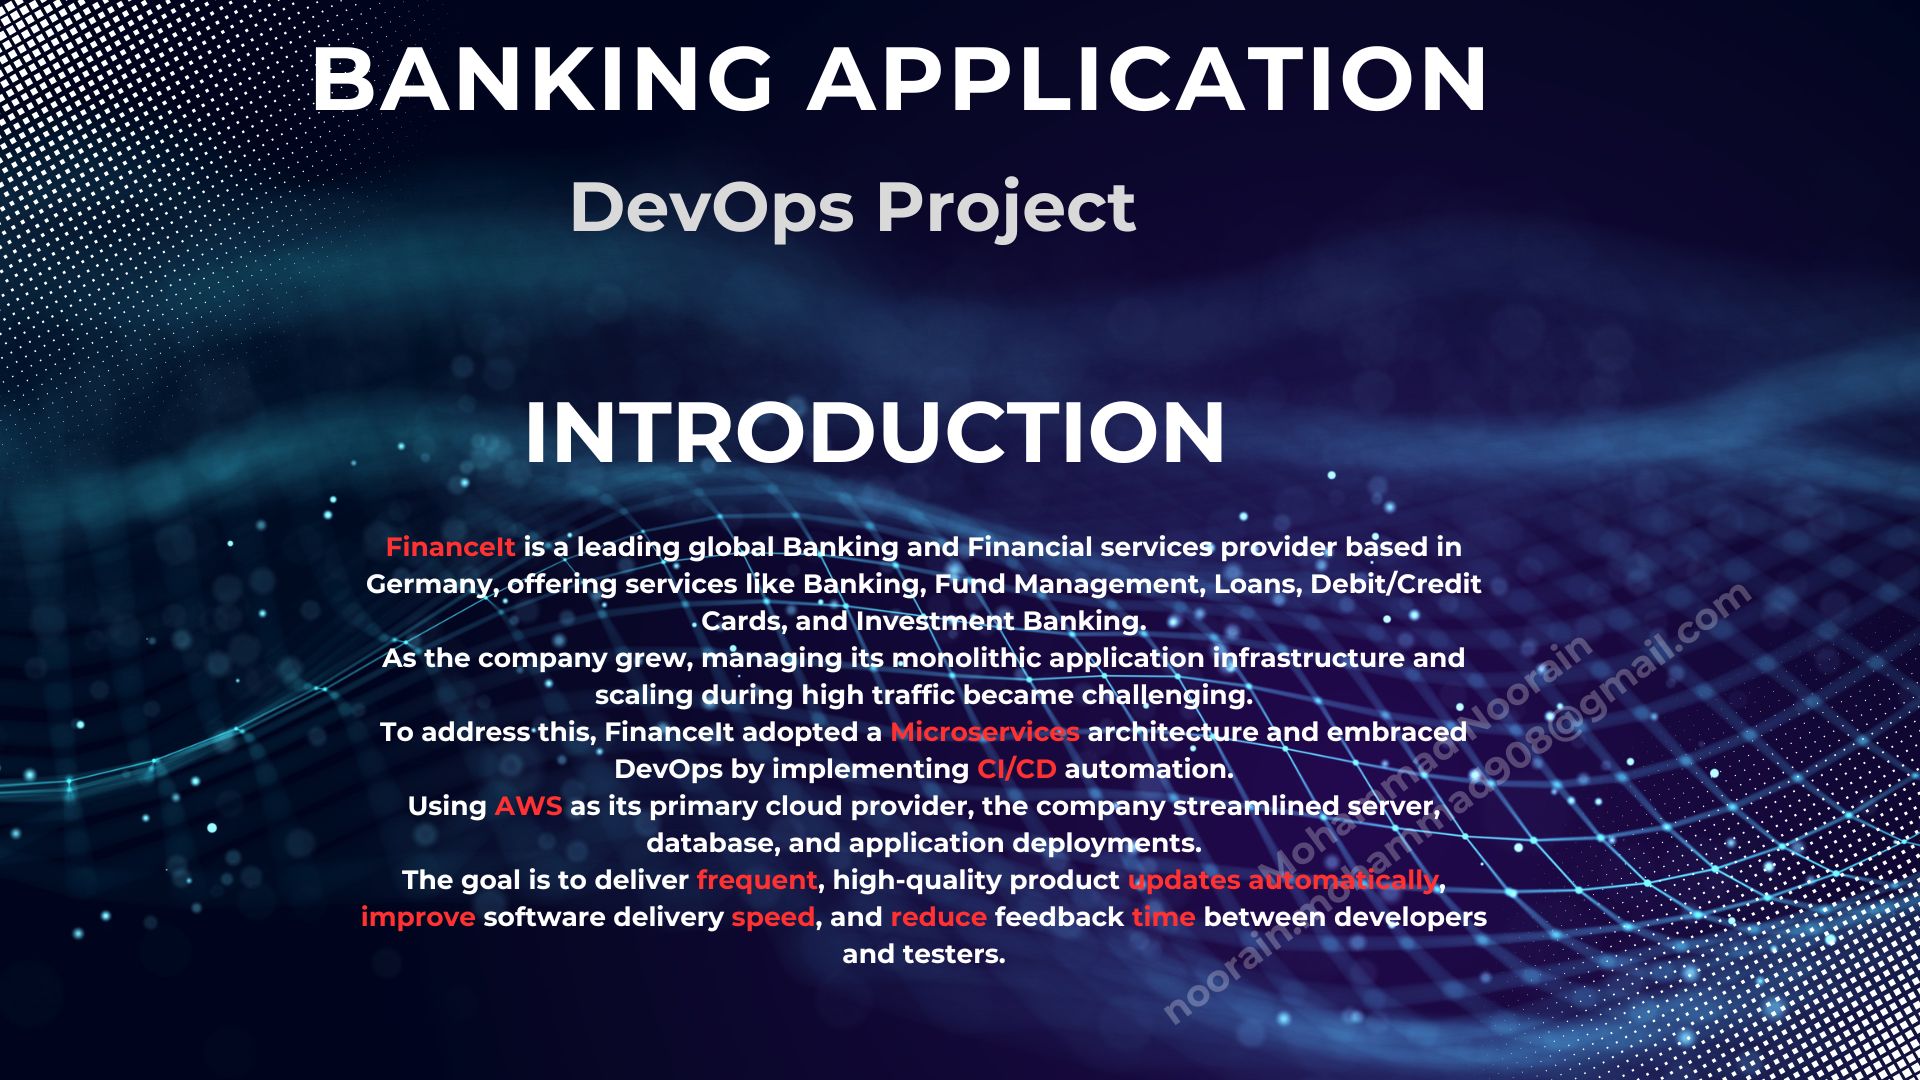 BANKING APPLICATION
DevOps Project
INTRODUCTION
FinanceIt is a leading global Banking and Financial services provider based in
Germany, offering services like Banking, Fund Management, Loans, Debit/Credit
Cards, and Investment Banking.
As the company grew, managing its monolithic application infrastructure and
scaling during high traffic became challenging.
To address this, FinanceIt adopted a Microservices architecture and embraced
DevOps by implementing CI/CD automation.
Using AWS as its primary cloud provider, the company streamlined server,
database, and application deployments.
The goal is to deliver frequent, high-quality product updates automatically,
improve software delivery speed, and reduce feedback time between developers
and testers.
Mohammad Noorain
noorain.mohammad908@gmail.com